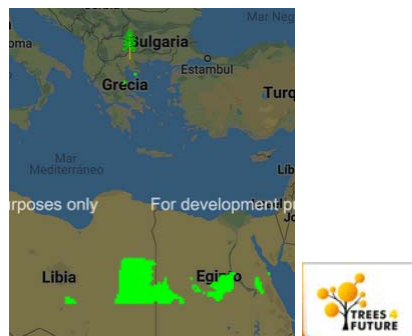 Mar Neg
oma
Bulgaria
Estambul
Grecia
Turq
Mar
Mediterráneo
Líb
rposes only
For development p
Jo
Libia
Egipto
TREES 4
FUTURE